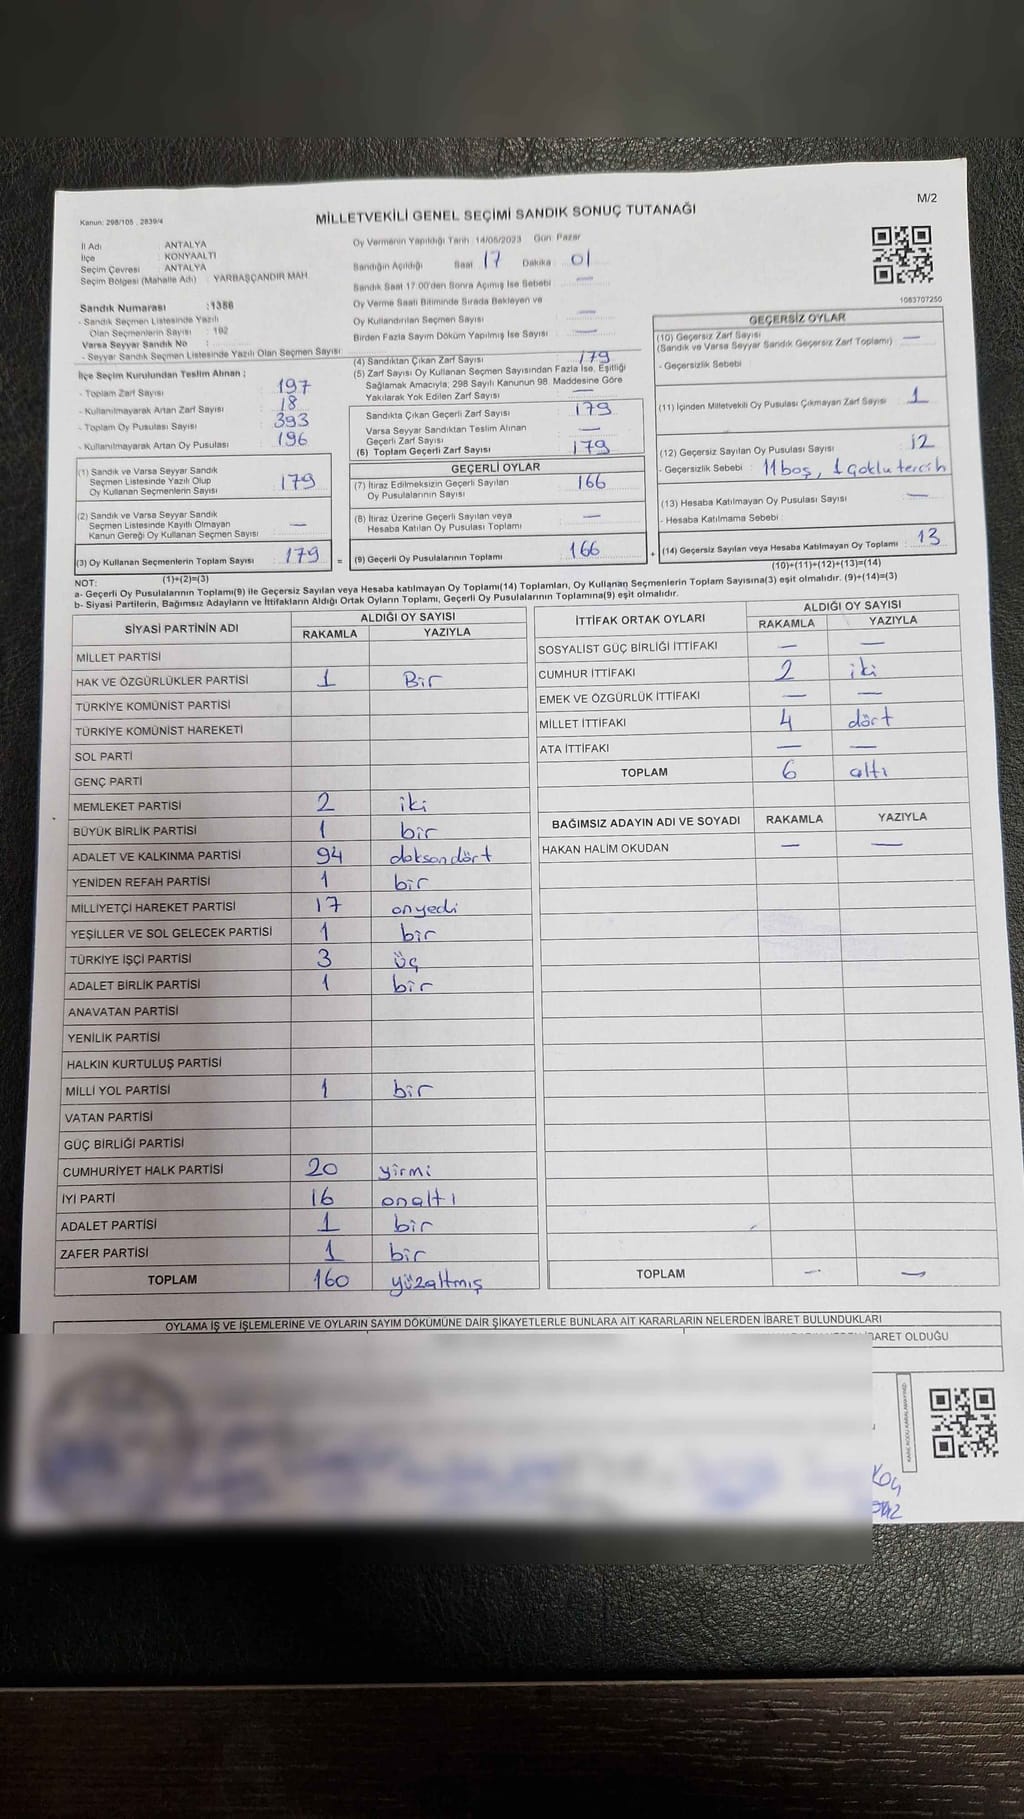 M/2
Kanun: 298/105 , 2839/4
MİLLETVEKİLİ GENEL SEÇİMİ SANDIK SONUÇ TUTANAĞI
İl Adı ANTALYA
İlçe KONYAALTI
Seçim Çevresi ANTALYA
Seçim Bölgesi (Mahalle Adı) : YARBAŞÇANDIR MAH
Sandık Numarası :1356
- Sandık Seçmen Listesinde Yazılı
Olan Seçmenlerin Sayısı : 192
Varsa Seyyar Sandık No :
- Seyyar Sandık Seçmen Listesinde Yazılı Olan Seçmen Sayısı
İlçe Seçim Kurulundan Teslim Alınan ;
- Toplam Zarf Sayısı 197
- Kullanılmayarak Artan Zarf Sayısı 18
- Toplam Oy Pusulası Sayısı 393
- Kullanılmayarak Artan Oy Pusulası 196
(1) Sandık ve Varsa Seyyar Sandık
Seçmen Listesinde Yazılı Olup
Oy Kullanan Seçmenlerin Sayısı 179
(2) Sandık ve Varsa Seyyar Sandık
Seçmen Listesinde Kayıtlı Olmayan
Kanun Gereği Oy Kullanan Seçmen Sayısı : —
(3) Oy Kullanan Seçmenlerin Toplam Sayısı : 179 =
(1)+(2)=(3)
Oy Vermenin Yapıldığı Tarih : 14/05/2023 Gün: Pazar
Sandığın Açıldığı Saat 17 Dakika 01
Sandık Saat 17.00'den Sonra Açımış İse Sebebi : —
Oy Verme Saati Bitiminde Sırada Bekleyen ve
Oy Kullandırılan Seçmen Sayısı —
Birden Fazla Sayım Döküm Yapılmış İse Sayısı —
(4) Sandıktan Çıkan Zarf Sayısı 179
(5) Zarf Sayısı Oy Kullanan Seçmen Sayısından Fazla İse, Eşitliği
Sağlamak Amacıyla; 298 Sayılı Kanunun 98. Maddesine Göre
Yakılarak Yok Edilen Zarf Sayısı —
Sandıkta Çıkan Geçerli Zarf Sayısı 179
Varsa Seyyar Sandıktan Teslim Alınan
Geçerli Zarf Sayısı —
(6) Toplam Geçerli Zarf Sayısı 179
GEÇERLİ OYLAR
(7) İtiraz Edilmeksizin Geçerli Sayılan
Oy Pusulalarının Sayısı 166
(8) İtiraz Üzerine Geçerli Sayılan veya
Hesaba Katılan Oy Pusulası Toplamı —
(9) Geçerli Oy Pusulalarının Toplamı 166 +
1083707250
GEÇERSİZ OYLAR
(10) Geçersiz Zarf Sayısı
(Sandık ve Varsa Seyyar Sandık Geçersiz Zarf Toplamı) —
- Geçersizlik Sebebi :
(11) İçinden Milletvekili Oy Pusulası Çıkmayan Zarf Sayısı 1
(12) Geçersiz Sayılan Oy Pusulası Sayısı 12
- Geçersizlik Sebebi : 11 boş, 1 çoklu tercih
(13) Hesaba Katılmayan Oy Pusulası Sayısı —
- Hesaba Katılmama Sebebi :
(14) Geçersiz Sayılan veya Hesaba Katılmayan Oy Toplamı : 13
(10)+(11)+(12)+(13)=(14)
NOT:
a- Geçerli Oy Pusulalarının Toplamı(9) ile Geçersiz Sayılan veya Hesaba katılmayan Oy Toplamı(14) Toplamları, Oy Kullanan Seçmenlerin Toplam Sayısına(3) eşit olmalıdır. (9)+(14)=(3)
b- Siyasi Partilerin, Bağımsız Adayların ve İttifakların Aldığı Ortak Oyların Toplamı, Geçerli Oy Pusulalarının Toplamına(9) eşit olmalıdır.
SİYASİ PARTİNİN ADI ALDIĞI OY SAYISI
RAKAMLA YAZIYLA
MİLLET PARTİSİ
HAK VE ÖZGÜRLÜKLER PARTİSİ 1 Bir
TÜRKİYE KOMÜNİST PARTİSİ
TÜRKİYE KOMÜNİST HAREKETİ
SOL PARTİ
GENÇ PARTİ
MEMLEKET PARTİSİ 2 iki
BÜYÜK BİRLİK PARTİSİ 1 bir
ADALET VE KALKINMA PARTİSİ 94 doksandört
YENİDEN REFAH PARTİSİ 1 bir
MİLLİYETÇİ HAREKET PARTİSİ 17 onyedi
YEŞİLLER VE SOL GELECEK PARTİSİ 1 bir
TÜRKİYE İŞÇİ PARTİSİ 3 üç
ADALET BİRLİK PARTİSİ 1 bir
ANAVATAN PARTİSİ
YENİLİK PARTİSİ
HALKIN KURTULUŞ PARTİSİ
MİLLİ YOL PARTİSİ 1 bir
VATAN PARTİSİ
GÜÇ BİRLİĞİ PARTİSİ
CUMHURİYET HALK PARTİSİ 20 yirmi
İYİ PARTİ 16 onaltı
ADALET PARTİSİ 1 bir
ZAFER PARTİSİ 1 bir
TOPLAM 160 yüzaltmış
İTTİFAK ORTAK OYLARI ALDIĞI OY SAYISI
RAKAMLA YAZIYLA
SOSYALİST GÜÇ BİRLİĞİ İTTİFAKI — —
CUMHUR İTTİFAKI 2 iki
EMEK VE ÖZGÜRLÜK İTTİFAKI — —
MİLLET İTTİFAKI 4 dört
ATA İTTİFAKI — —
TOPLAM 6 altı
BAĞIMSIZ ADAYIN ADI VE SOYADI RAKAMLA YAZIYLA
HAKAN HALIM OKUDAN — —
TOPLAM — —
OYLAMA İŞ VE İŞLEMLERİNE VE OYLARIN SAYIM DÖKÜMÜNE DAİR ŞİKAYETLERLE BUNLARA AİT KARARLARIN NELERDEN İBARET BULUNDUKLARI
İBARET OLDUĞU
KARE KODU KARALAMAYINIZ